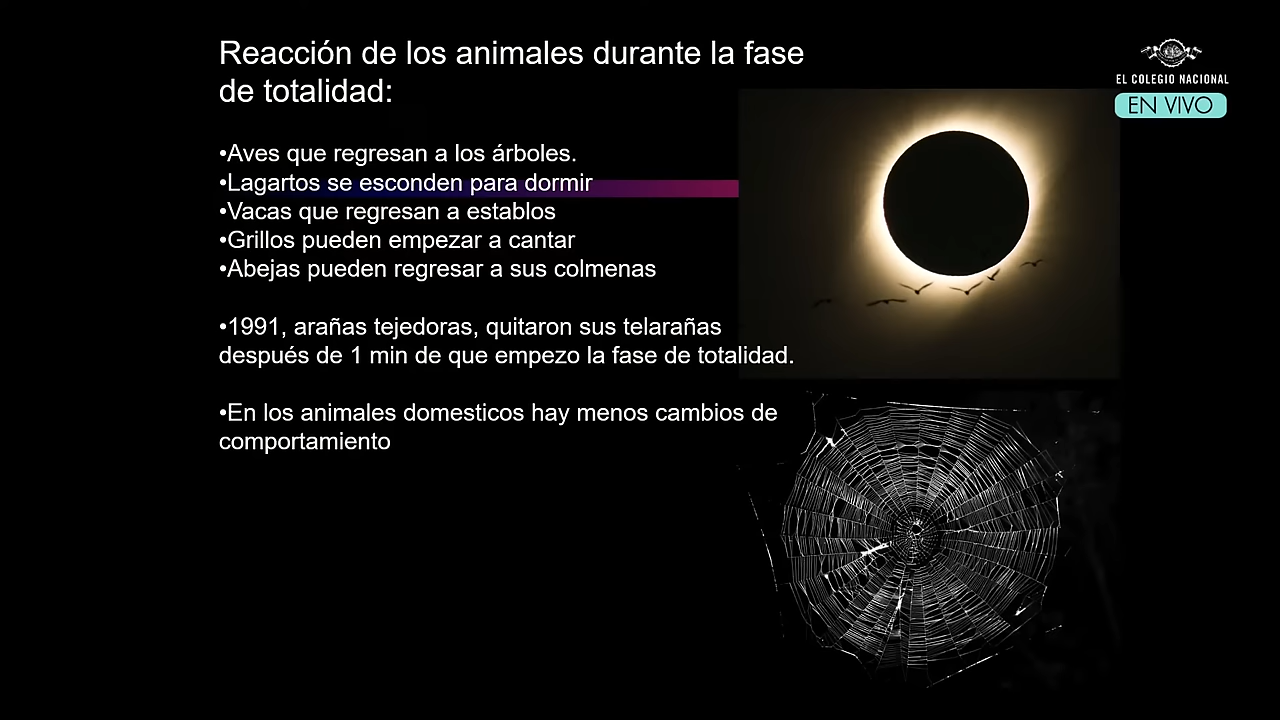 Reacción de los animales durante la fase
de totalidad:
•Aves que regresan a los árboles.
•Lagartos se esconden para dormir
•Vacas que regresan a establos
•Grillos pueden empezar a cantar
•Abejas pueden regresar a sus colmenas
•1991, arañas tejedoras, quitaron sus telarañas
después de 1 min de que empezo la fase de totalidad.
•En los animales domesticos hay menos cambios de
comportamiento
EL COLEGIO NACIONAL
EN VIVO